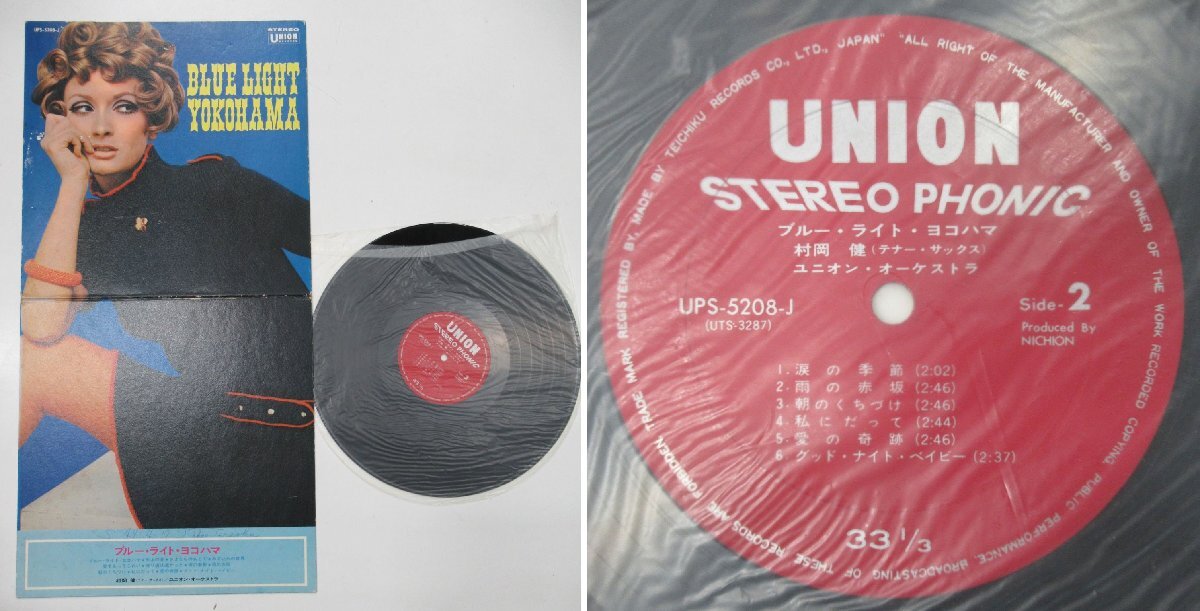 UPS-5208-J
STEREO
UNION
RECORDS
BLUE LIGHT
YOKOHAMA
ブルー・ライト・ヨコハマ
村岡 健
ユニオン・オーケストラ
UNION
STEREO PHONIC
MADE BY TEICHIKU RECORDS CO., LTD., JAPAN" "ALL RIGHT OF THE MANUFACTURER AND OWNER OF THE WORK RECORDED COPYING, PUBLIC PERFORMANCE, BROADCASTING OF THESE RECORDS ARE FORBIDDEN TRADE MARK REGISTERED BY,
UNION
STEREO PHONIC
ブルー・ライト・ヨコハマ
村岡 健(テナー・サックス)
ユニオン・オーケストラ
UPS-5208-J
(UTS-3287)
Side-2
Produced By
NICHION
1. 涙の季節(2:02)
2. 雨の赤坂(2:46)
3. 朝のくちづけ(2:46)
4. 私にだって(2:44)
5. 愛の奇跡(2:46)
6. グッド・ナイト・ベイビー(2:37)
33 1/3